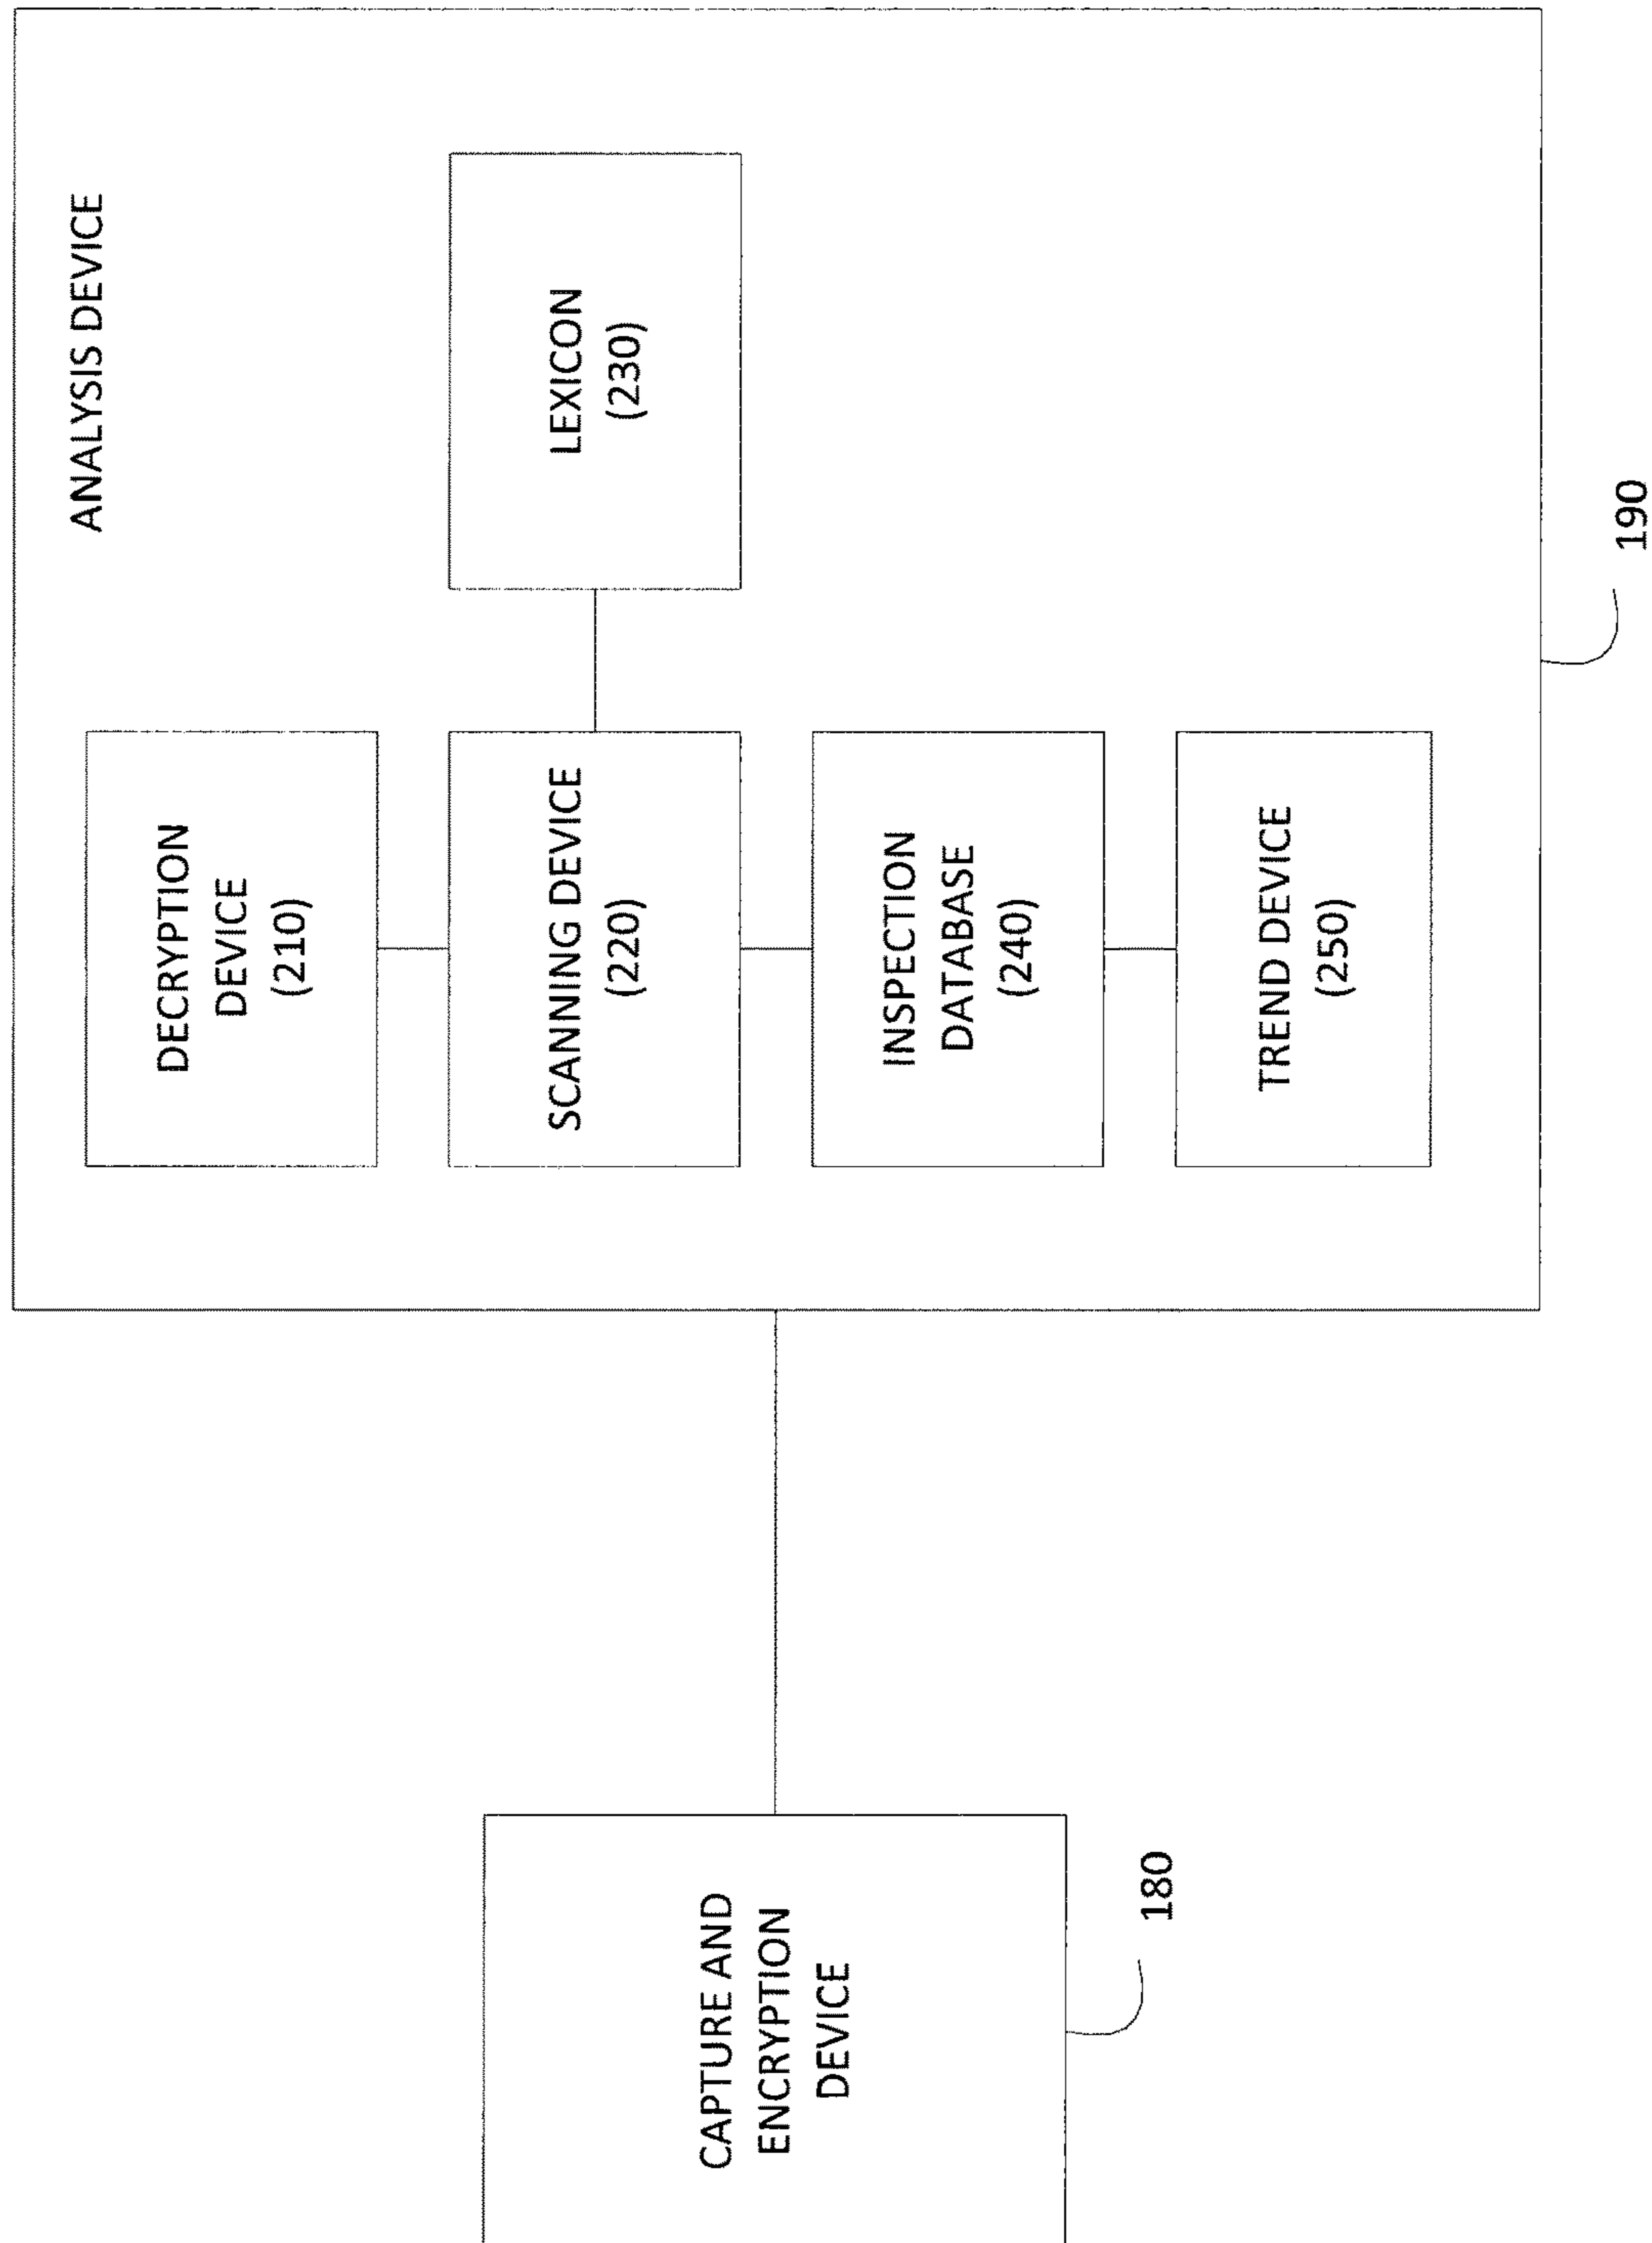 ANALYSIS DEVICE
DECRYPTION
DEVICE
(210)
SCANNING DEVICE
(220)
LEXICON
(230)
INSPECTION
DATABASE
(240)
TREND DEVICE
(250)
190
CAPTURE AND
ENCRYPTION
DEVICE
180